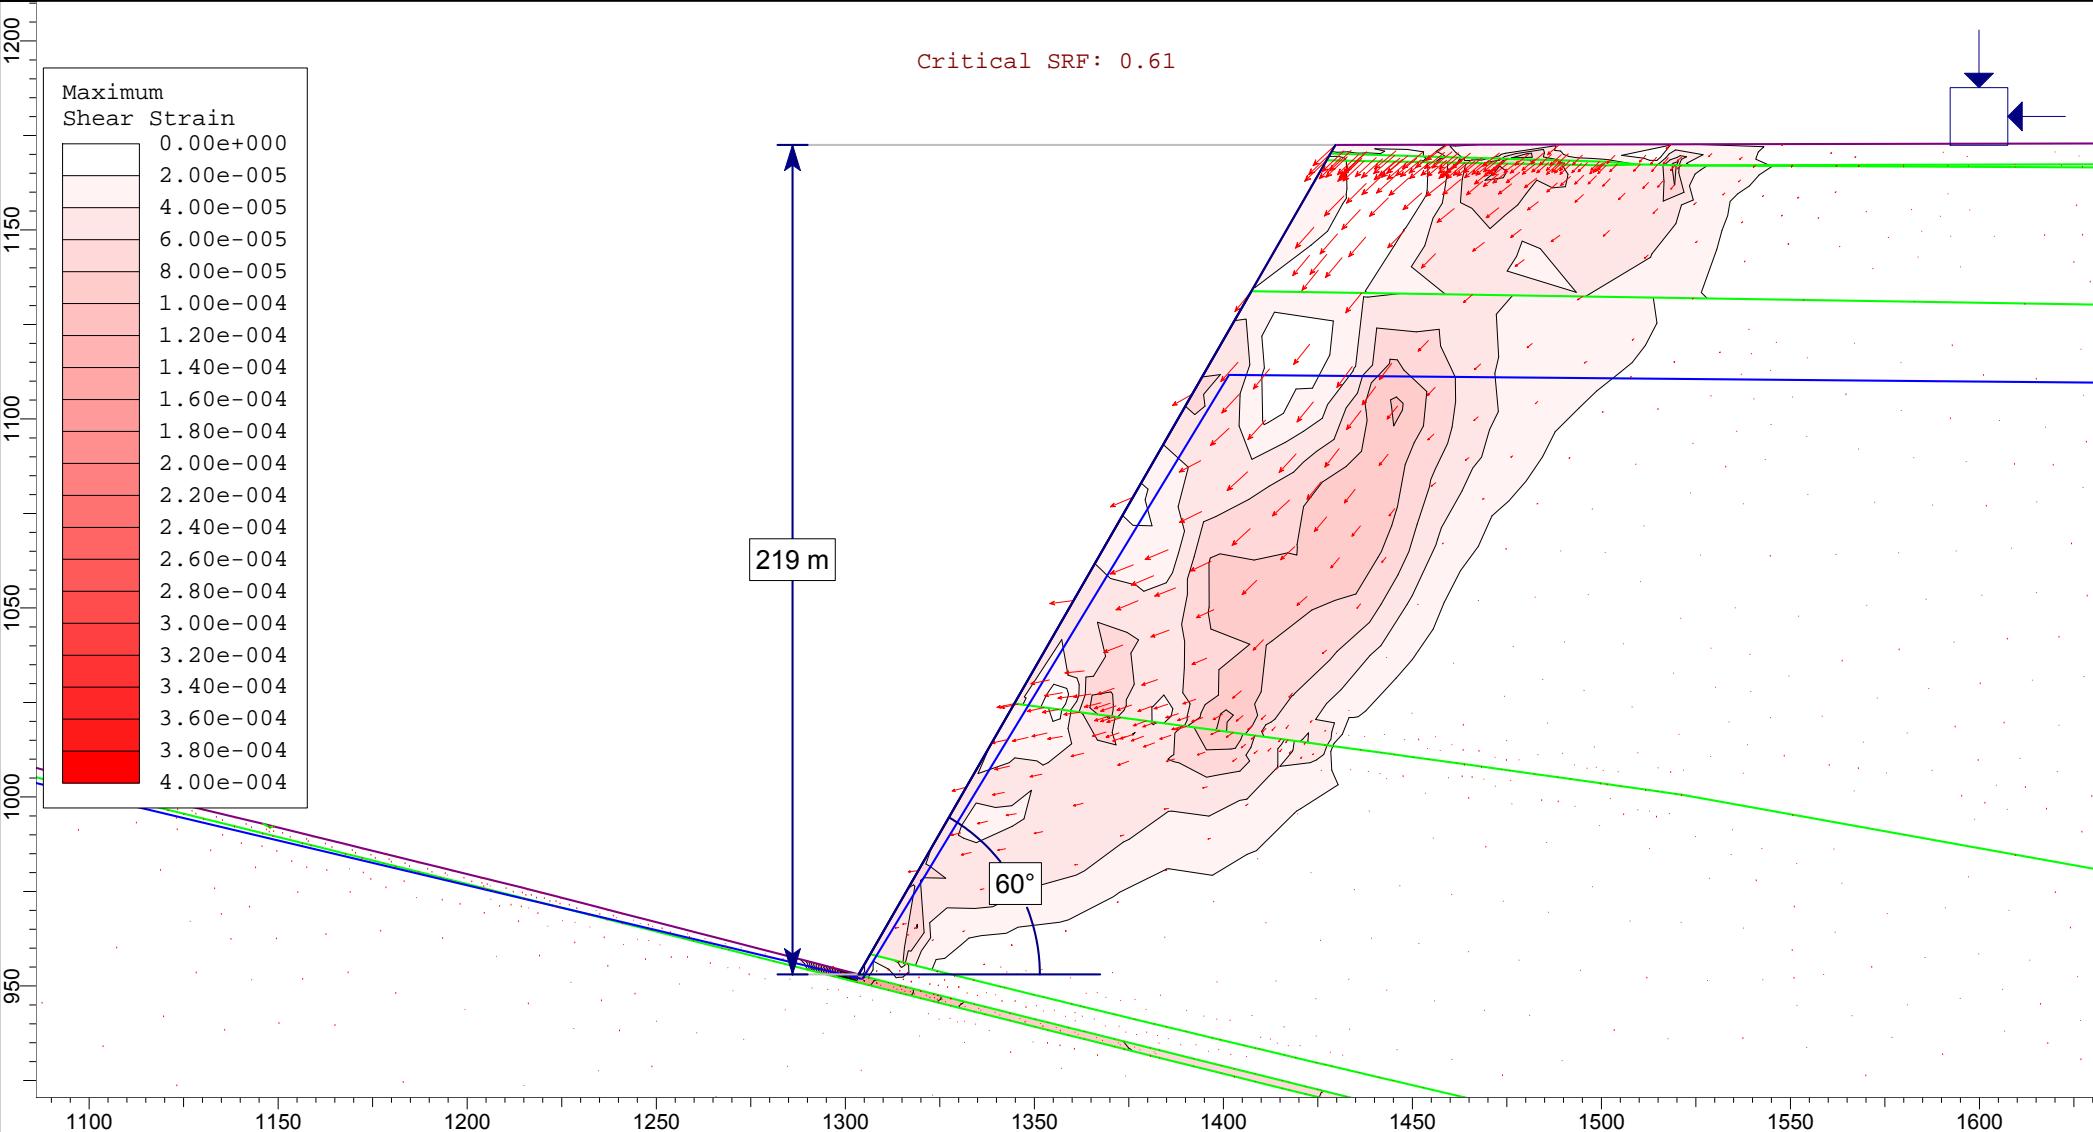 Critical SRF: 0.61
Maximum
Shear Strain
0.00e+000
2.00e-005
4.00e-005
6.00e-005
8.00e-005
1.00e-004
1.20e-004
1.40e-004
1.60e-004
1.80e-004
2.00e-004
2.20e-004
2.40e-004
2.60e-004
2.80e-004
3.00e-004
3.20e-004
3.40e-004
3.60e-004
3.80e-004
4.00e-004
219 m
60°
1200
1150
1100
1050
1000
950
1100
1150
1200
1250
1300
1350
1400
1450
1500
1550
1600